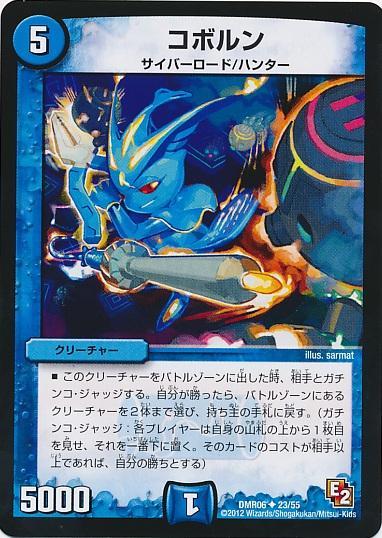 5
コボルン
サイバーロード/ハンター
illus. sarmat
クリーチャー
■ このクリーチャーをバトルゾーンに出した時、相手とガチ
ンコ・ジャッジする。自分が勝ったら、バトルゾーンにある
クリーチャーを2体まで選び、持ち主の手札に戻す。(ガチ
ンコ・ジャッジ:各プレイヤーは自身の山札の上から1枚目
を見せ、それを一番下に置く。そのカードのコストが相手以
上であれば、自分の勝ちとする)
5000
1
DMR06 ◆ 23/55
©2012 Wizards/Shogakukan/Mitsui-Kids
E2